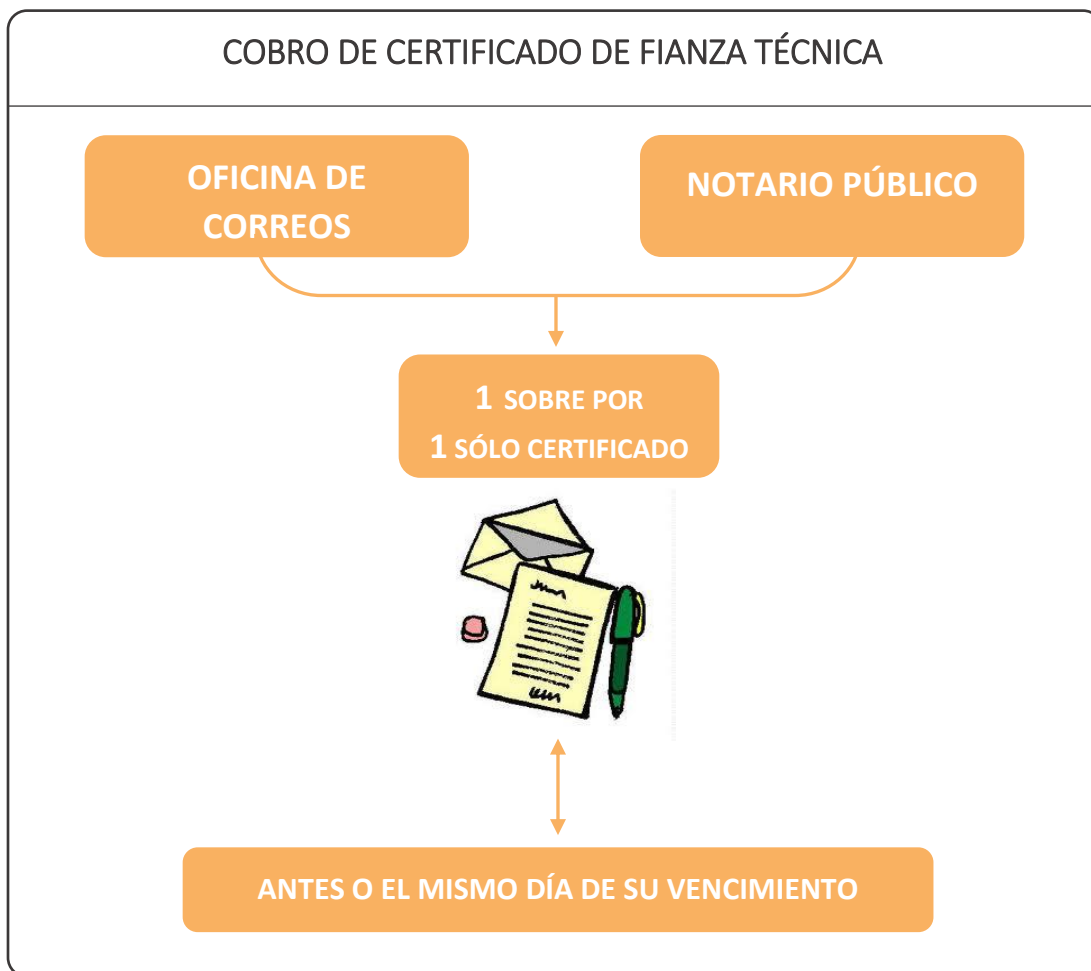 COBRO DE CERTIFICADO DE FIANZA TÉCNICA
OFICINA DE
CORREOS
NOTARIO PÚBLICO
1 SOBRE POR
1 SÓLO CERTIFICADO
ANTES O EL MISMO DÍA DE SU VENCIMIENTO